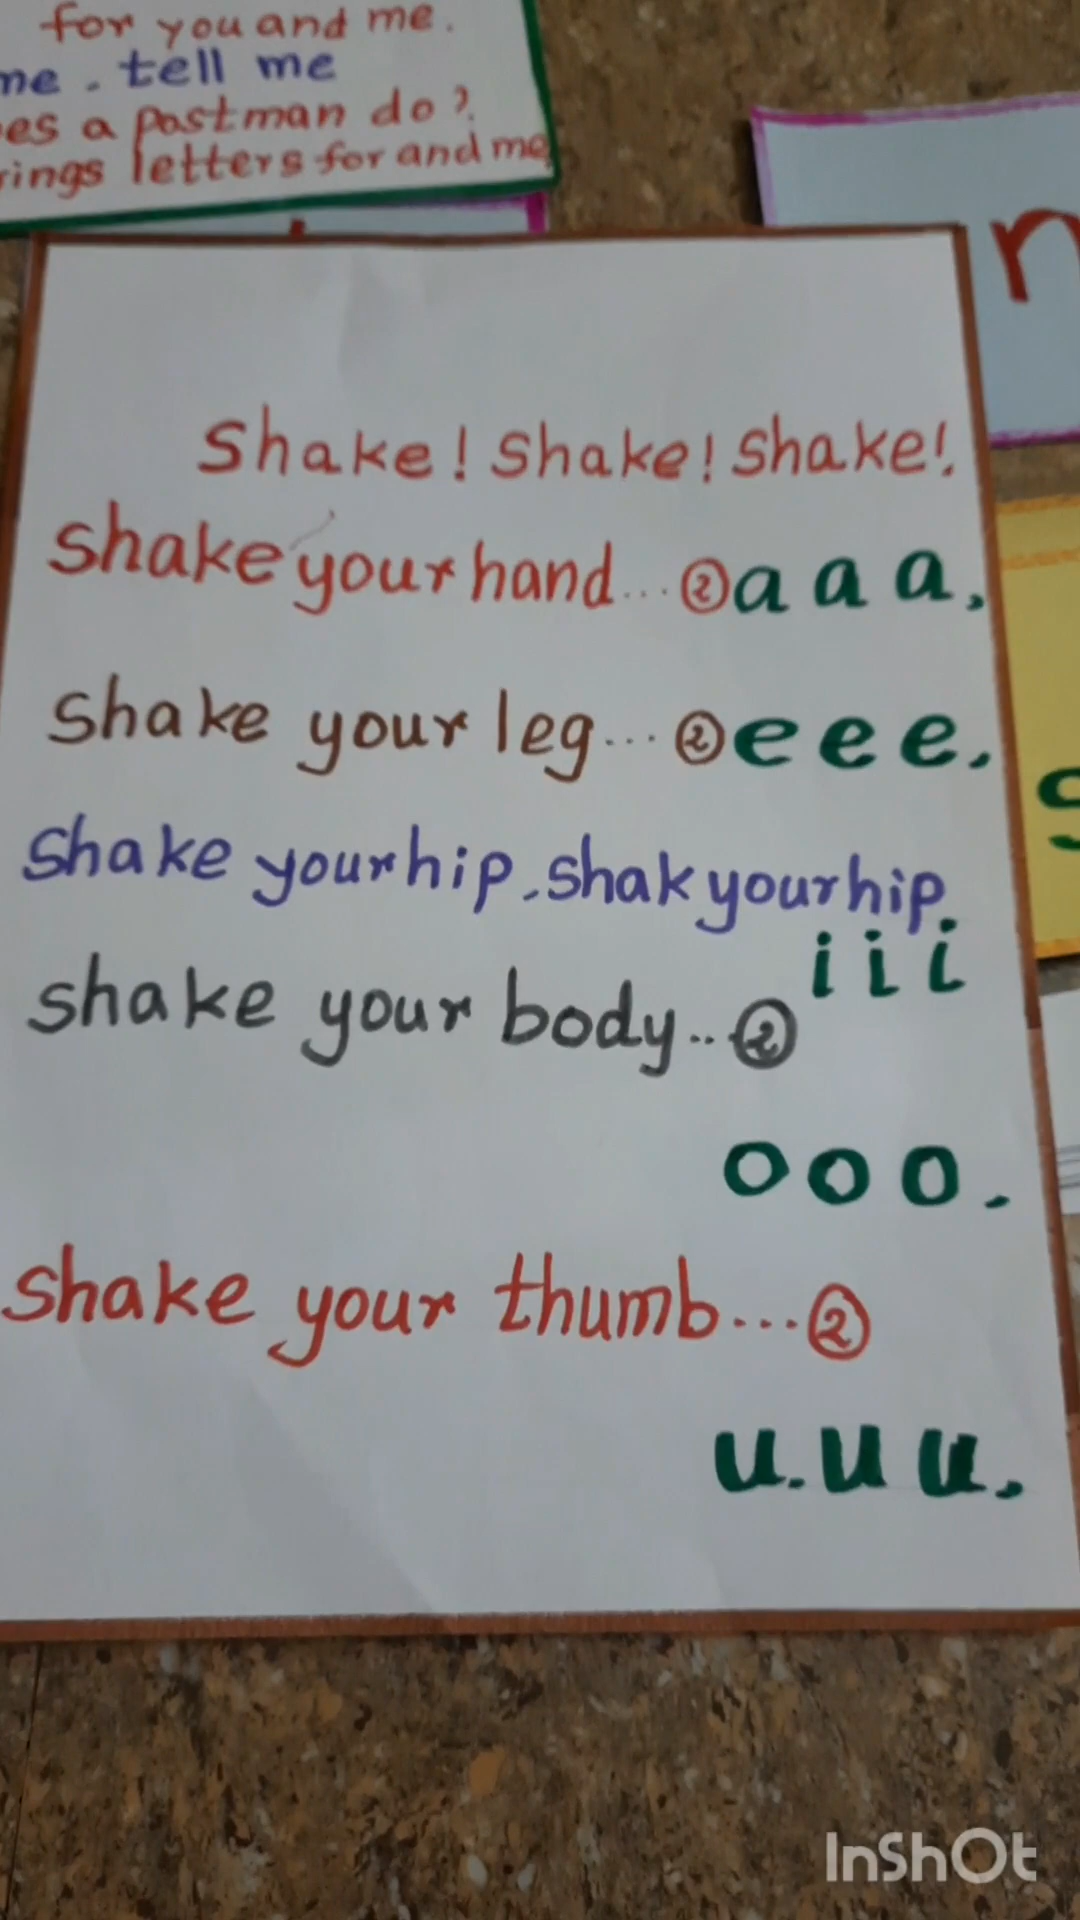 for you and me.
me. tell me
es a postman do?
rings letters for and me
n
Shake! Shake! Shake!
Shake your hand... ② a a a,
Shake your leg... ② e e e,
Shake your hip, shak your hip.
i i i
Shake your body.. ②
o o o,
Shake your thumb... ②
u. u u,
s
InShOt